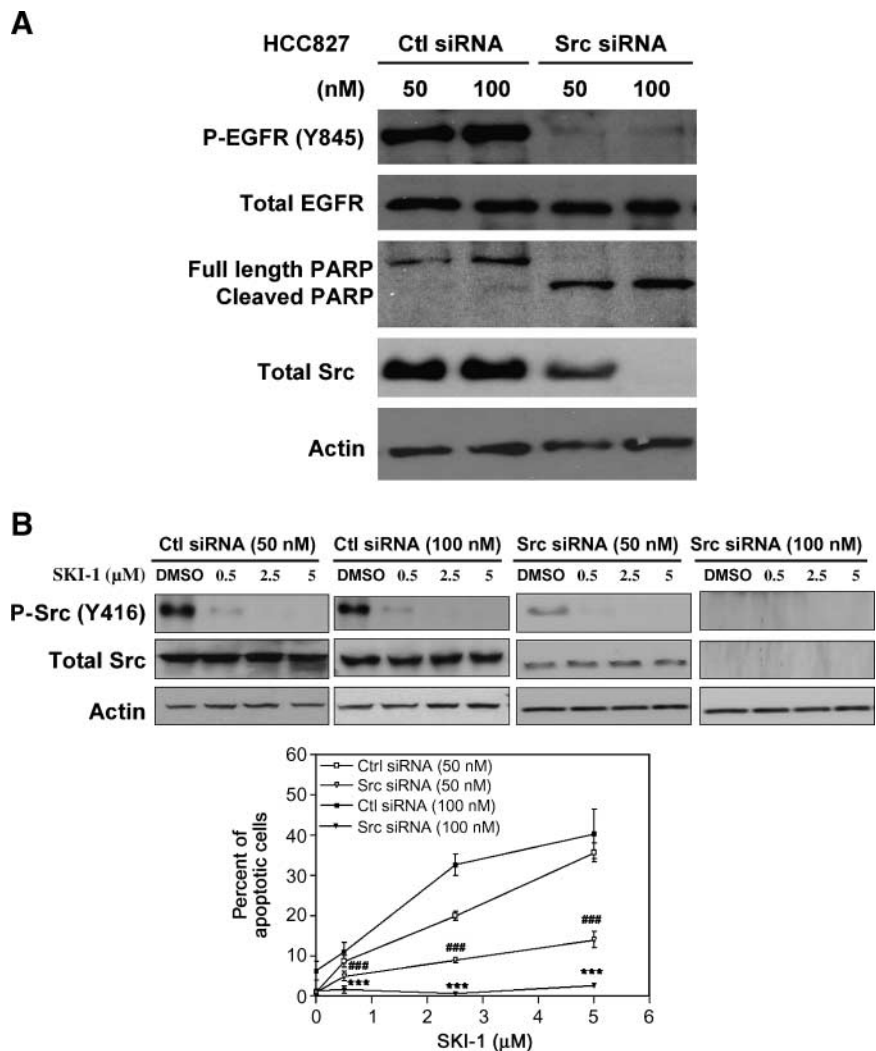 A
HCC827 Ctl siRNA Src siRNA
(nM) 50 100 50 100
P-EGFR (Y845)
Total EGFR
Full length PARP
Cleaved PARP
Total Src
Actin
B
Ctl siRNA (50 nM) Ctl siRNA (100 nM) Src siRNA (50 nM) Src siRNA (100 nM)
SKI-1 (µM) DMSO 0.5 2.5 5 DMSO 0.5 2.5 5 DMSO 0.5 2.5 5 DMSO 0.5 2.5 5
P-Src (Y416)
Total Src
Actin
60
50
40
30
20
10
0
Percent of
apoptotic cells
Ctrl siRNA (50 nM)
Src siRNA (50 nM)
Ctl siRNA (100 nM)
Src siRNA (100 nM)
### ### ###
*** *** ***
0 1 2 3 4 5 6
SKI-1 (µM)